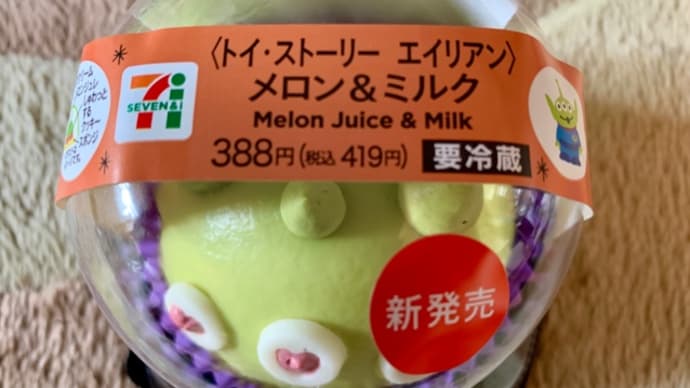 〈トイ・ストーリー エイリアン〉
SEVEN&i
メロン&ミルク
Melon Juice & Milk
388円(税込 419円) 要冷蔵
新発売